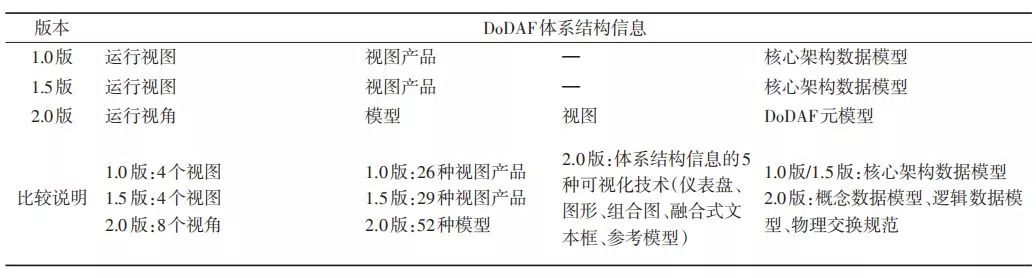 版本 DoDAF体系结构信息
1.0版 运行视图 视图产品 — 核心架构数据模型
1.5版 运行视图 视图产品 — 核心架构数据模型
2.0版 运行视角 模型 视图 DoDAF元模型
比较说明
1.0版:4个视图
1.5版:4个视图
2.0版:8个视角
1.0版:26种视图产品
1.5版:29种视图产品
2.0版:52种模型
2.0版:体系结构信息的5
种可视化技术(仪表盘、
图形、组合图、融合式文
本框、参考模型)
1.0版/1.5版:核心架构数据模型
2.0版:概念数据模型、逻辑数据模
型、物理交换规范